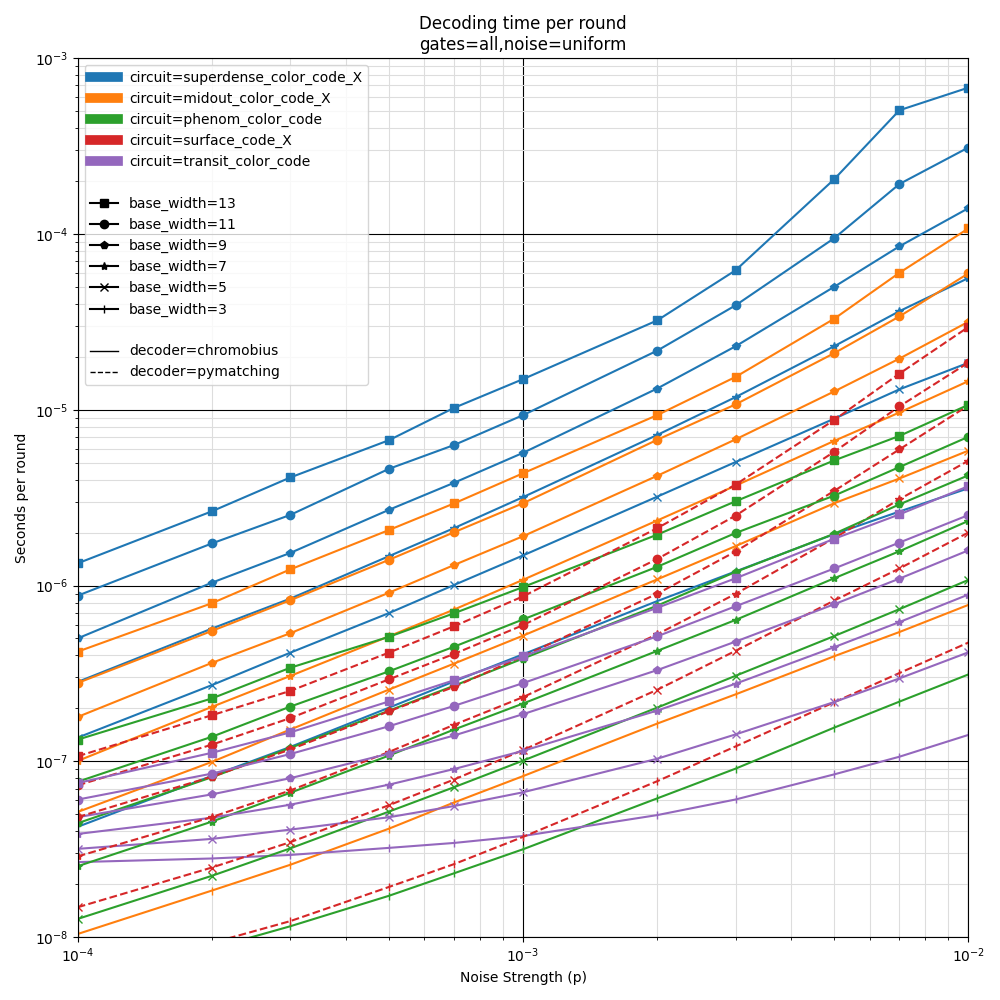 Decoding time per round
gates=all,noise=uniform
circuit=superdense_color_code_X
circuit=midout_color_code_X
circuit=phenom_color_code
circuit=surface_code_X
circuit=transit_color_code
base_width=13
base_width=11
base_width=9
base_width=7
base_width=5
base_width=3
decoder=chromobius
decoder=pymatching
Seconds per round
10⁻³
10⁻⁴
10⁻⁵
10⁻⁶
10⁻⁷
10⁻⁸
10⁻⁴
10⁻³
10⁻²
Noise Strength (p)